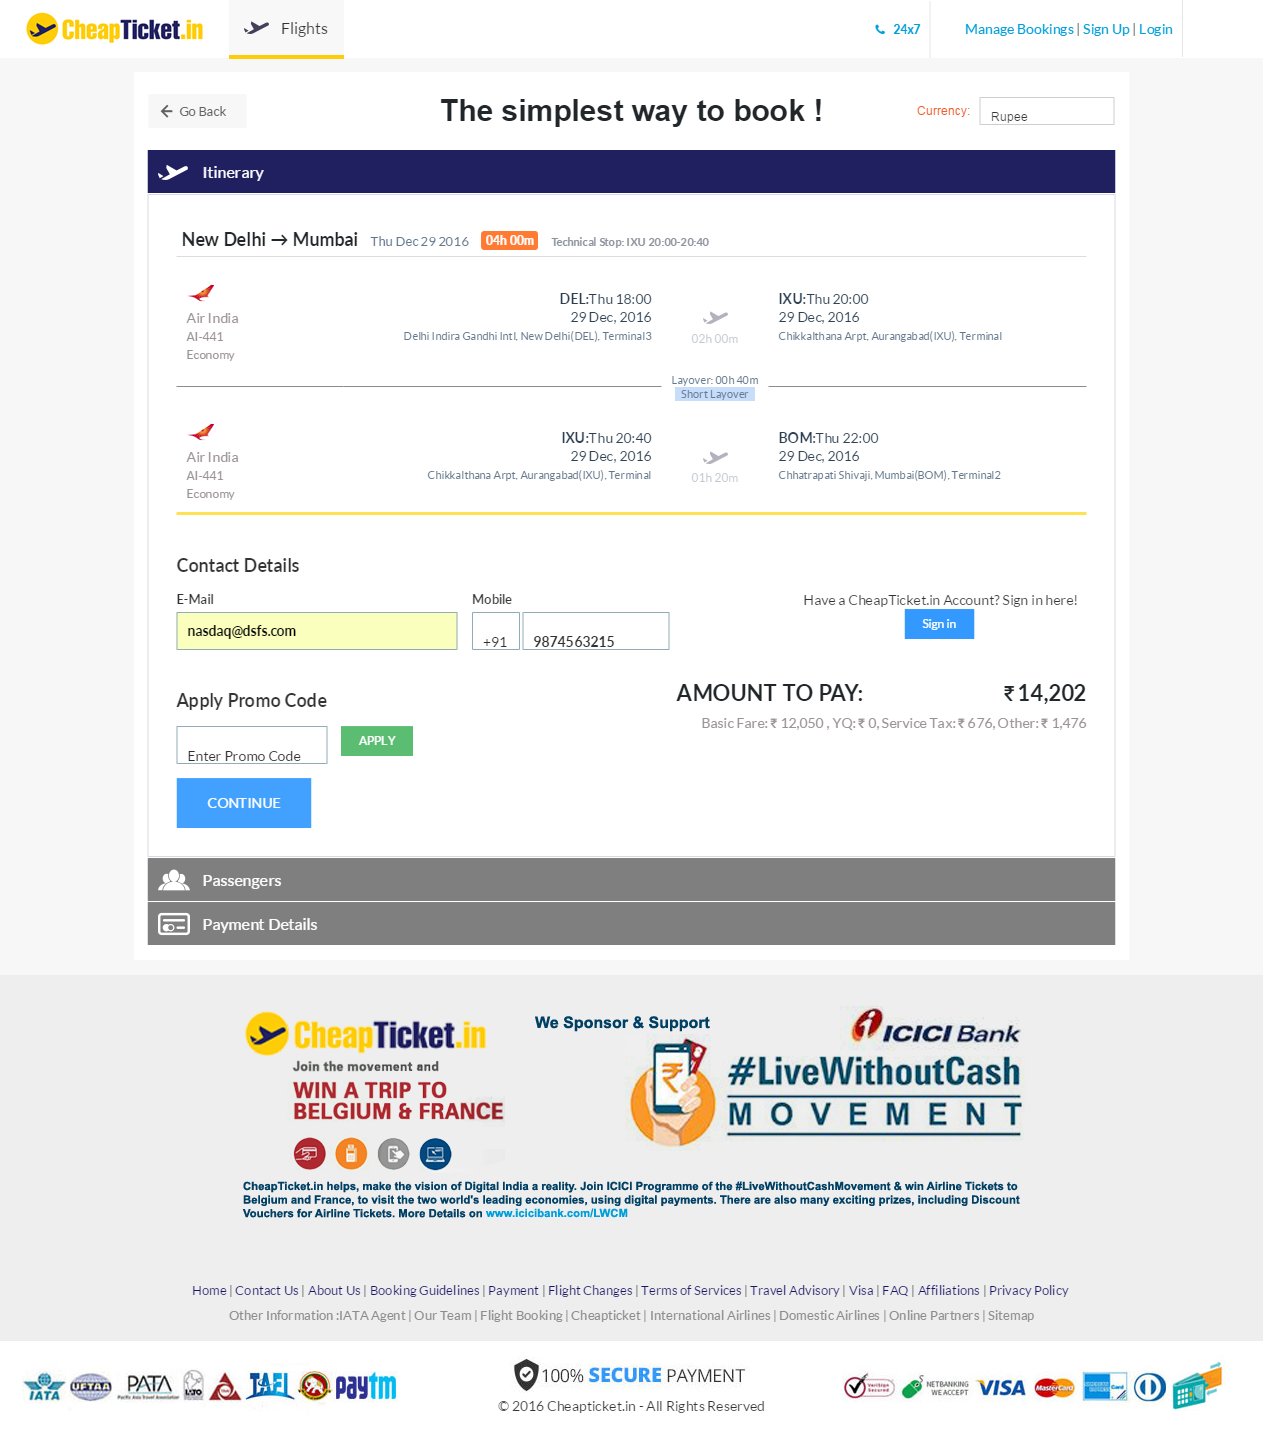 CheapTicket.in
Flights
24x7
Manage Bookings | Sign Up | Login
Go Back
The simplest way to book !
Currency:
Rupee
Itinerary
New Delhi → Mumbai Thu Dec 29 2016 04h 00m Technical Stop: IXU 20:00-20:40
Air India
AI-441
Economy
DEL:Thu 18:00
29 Dec, 2016
Delhi Indira Gandhi Intl, New Delhi(DEL), Terminal3
02h 00m
IXU:Thu 20:00
29 Dec, 2016
Chikkalthana Arpt, Aurangabad(IXU), Terminal
Layover: 00h 40m
Short Layover
Air India
AI-441
Economy
IXU:Thu 20:40
29 Dec, 2016
Chikkalthana Arpt, Aurangabad(IXU), Terminal
01h 20m
BOM:Thu 22:00
29 Dec, 2016
Chhatrapati Shivaji, Mumbai(BOM), Terminal2
Contact Details
E-Mail
nasdaq@dsfs.com
Mobile
+91
9874563215
Have a CheapTicket.in Account? Sign in here!
Sign in
Apply Promo Code
Enter Promo Code
APPLY
AMOUNT TO PAY: ₹ 14,202
Basic Fare: ₹ 12,050 , YQ: ₹ 0, Service Tax: ₹ 676, Other: ₹ 1,476
CONTINUE
Passengers
Payment Details
CheapTicket.in
Join the movement and
WIN A TRIP TO
BELGIUM & FRANCE
We Sponsor & Support
ICICI Bank
#LiveWithoutCash
MOVEMENT
CheapTicket.in helps, make the vision of Digital India a reality. Join ICICI Programme of the #LiveWithoutCashMovement & win Airline Tickets to
Belgium and France, to visit the two world's leading economies, using digital payments. There are also many exciting prizes, including Discount
Vouchers for Airline Tickets. More Details on www.icicibank.com/LWCM
Home | Contact Us | About Us | Booking Guidelines | Payment | Flight Changes | Terms of Services | Travel Advisory | Visa | FAQ | Affiliations | Privacy Policy
Other Information :IATA Agent | Our Team | Flight Booking | Cheapticket | International Airlines | Domestic Airlines | Online Partners | Sitemap
IATA
UFTAA
PATA
Pacific Asia Travel Association
TAFI
paytm
100% SECURE PAYMENT
© 2016 Cheapticket.in - All Rights Reserved
VeriSign
Secured
NETBANKING
WE ACCEPT
VISA
MasterCard